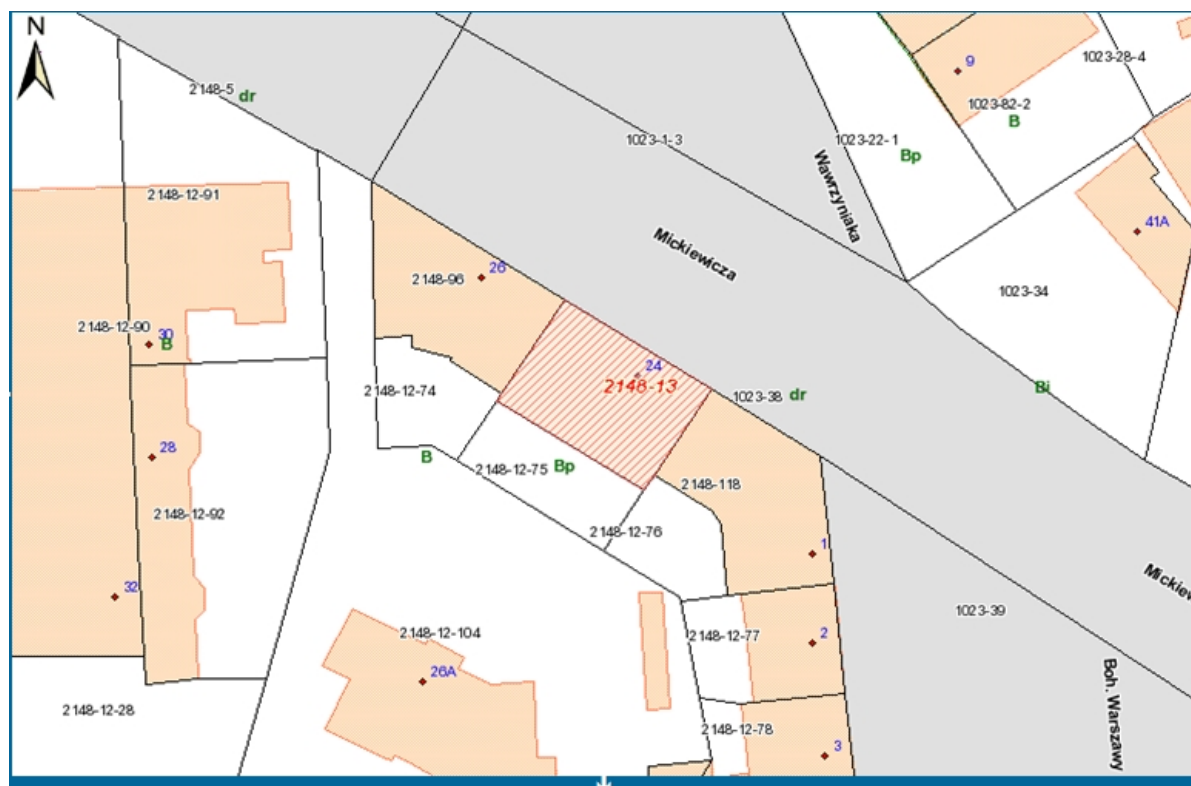 N
9
1023-28-4
2148-5
dr
1023-82-2
B
1023-1-3
1023-22-1
Bp
Wawrzyniaka
2148-12-91
41A
Mickiewicza
26
2148-96
1023-34
2148-12-90
30
B
24
2148-13
2148-12-74
1023-38
dr
Bi
28
B
2148-12-75
Bp
2148-118
2148-12-92
2148-12-76
1
Mickiew
32
1023-39
2148-12-104
2148-12-77
2
26A
Boh. Warszawy
2148-12-28
2148-12-78
3